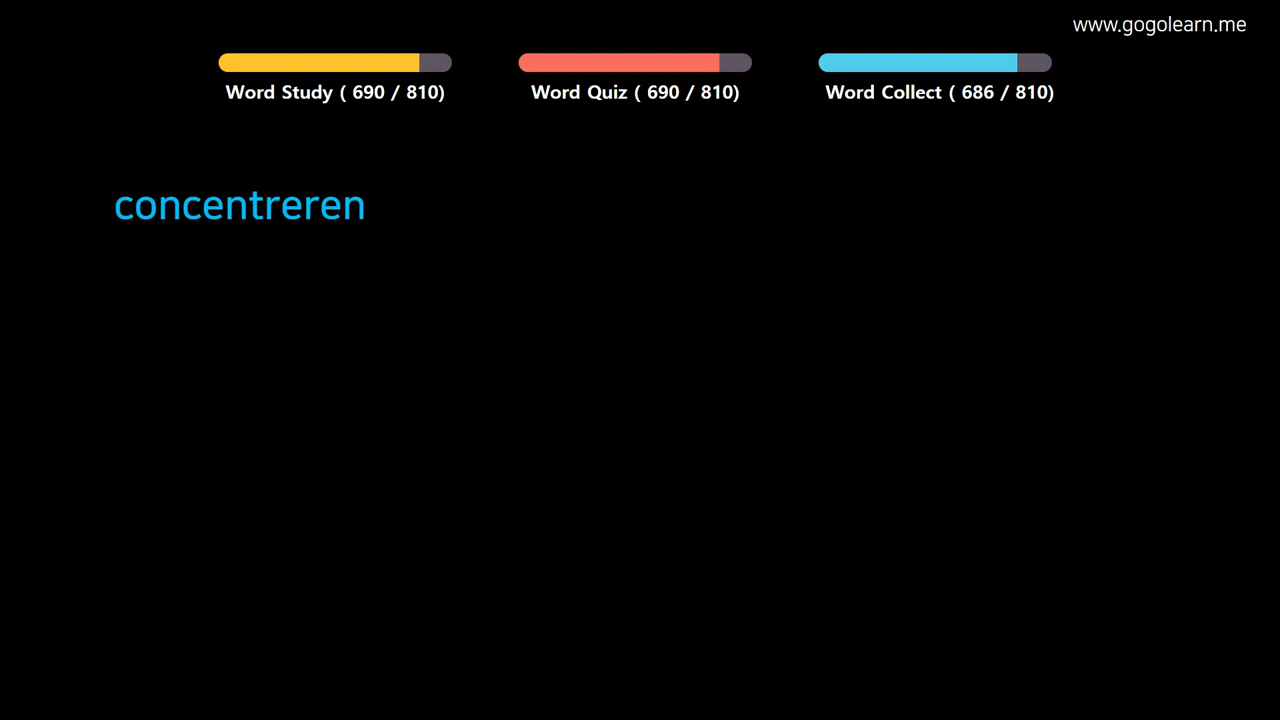 www.gogolearn.me
Word Study ( 690 / 810)
Word Quiz ( 690 / 810)
Word Collect ( 686 / 810)
concentreren